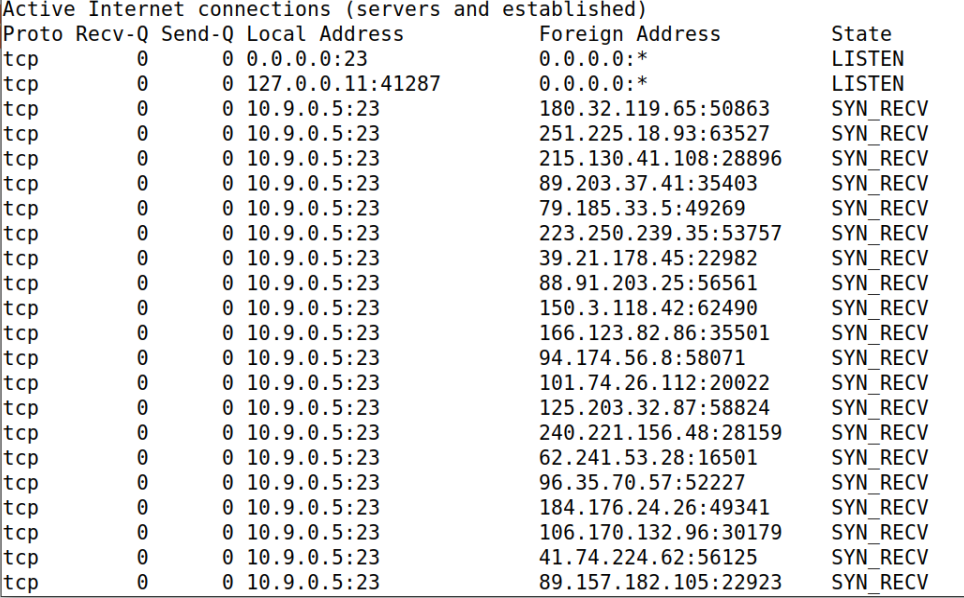 Active Internet connections (servers and established)
Proto Recv-Q Send-Q Local Address           Foreign Address         State
tcp        0      0 0.0.0.0:23              0.0.0.0:*               LISTEN
tcp        0      0 127.0.0.11:41287        0.0.0.0:*               LISTEN
tcp        0      0 10.9.0.5:23             180.32.119.65:50863     SYN_RECV
tcp        0      0 10.9.0.5:23             251.225.18.93:63527     SYN_RECV
tcp        0      0 10.9.0.5:23             215.130.41.108:28896    SYN_RECV
tcp        0      0 10.9.0.5:23             89.203.37.41:35403      SYN_RECV
tcp        0      0 10.9.0.5:23             79.185.33.5:49269       SYN_RECV
tcp        0      0 10.9.0.5:23             223.250.239.35:53757    SYN_RECV
tcp        0      0 10.9.0.5:23             39.21.178.45:22982      SYN_RECV
tcp        0      0 10.9.0.5:23             88.91.203.25:56561      SYN_RECV
tcp        0      0 10.9.0.5:23             150.3.118.42:62490      SYN_RECV
tcp        0      0 10.9.0.5:23             166.123.82.86:35501     SYN_RECV
tcp        0      0 10.9.0.5:23             94.174.56.8:58071       SYN_RECV
tcp        0      0 10.9.0.5:23             101.74.26.112:20022     SYN_RECV
tcp        0      0 10.9.0.5:23             125.203.32.87:58824     SYN_RECV
tcp        0      0 10.9.0.5:23             240.221.156.48:28159    SYN_RECV
tcp        0      0 10.9.0.5:23             62.241.53.28:16501      SYN_RECV
tcp        0      0 10.9.0.5:23             96.35.70.57:52227       SYN_RECV
tcp        0      0 10.9.0.5:23             184.176.24.26:49341     SYN_RECV
tcp        0      0 10.9.0.5:23             106.170.132.96:30179    SYN_RECV
tcp        0      0 10.9.0.5:23             41.74.224.62:56125      SYN_RECV
tcp        0      0 10.9.0.5:23             89.157.182.105:22923    SYN_RECV